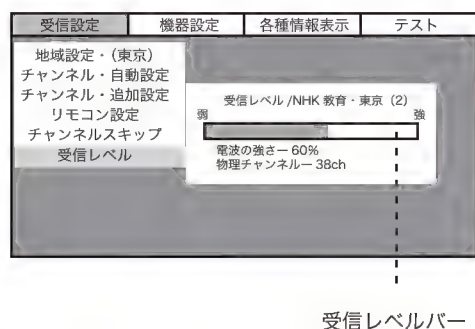 受信設定 機器設定 各種情報表示 テスト
地域設定・(東京)
チャンネル・自動設定
チャンネル・追加設定
リモコン設定
チャンネルスキップ
受信レベル
受信レベル /NHK 教育・東京（2）
弱 強
電波の強さー 60%
物理チャンネルー 38ch
受信レベルバー